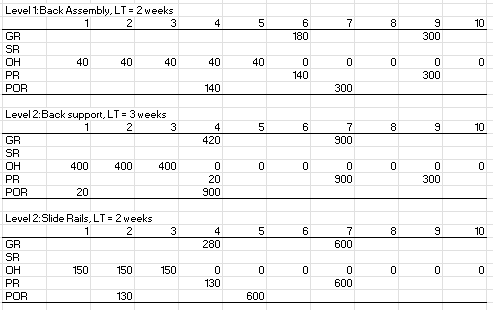 Level 1:Back Assembly, LT = 2 weeks
1 2 3 4 5 6 7 8 9 10
GR 180 300
SR
OH 40 40 40 40 40 0 0 0 0 0
PR 140 300
POR 140 300
Level 2:Back support, LT = 3 weeks
1 2 3 4 5 6 7 8 9 10
GR 420 900
SR
OH 400 400 400 0 0 0 0 0 0 0
PR 20 900 300
POR 20 900
Level 2:Slide Rails, LT = 2 weeks
1 2 3 4 5 6 7 8 9 10
GR 280 600
SR
OH 150 150 150 0 0 0 0 0 0 0
PR 130 600
POR 130 600